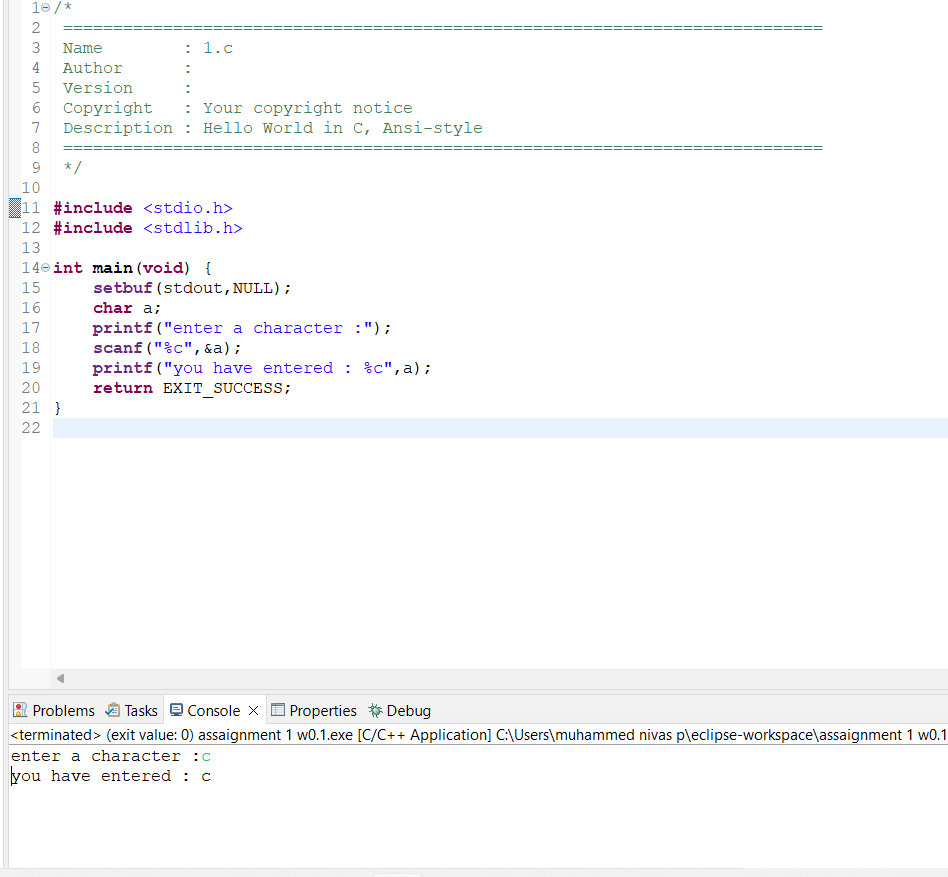 1 /*
2 ============================================================================
3 Name        : 1.c
4 Author      :
5 Version     :
6 Copyright   : Your copyright notice
7 Description : Hello World in C, Ansi-style
8 ============================================================================
9 */
10
11 #include <stdio.h>
12 #include <stdlib.h>
13
14 int main(void) {
15     setbuf(stdout,NULL);
16     char a;
17     printf("enter a character :");
18     scanf("%c",&a);
19     printf("you have entered : %c",a);
20     return EXIT_SUCCESS;
21 }
22
Problems Tasks Console Properties Debug
<terminated> (exit value: 0) assaignment 1 w0.1.exe [C/C++ Application] C:\Users\muhammed nivas p\eclipse-workspace\assaignment 1 w0.1
enter a character :c
you have entered : c